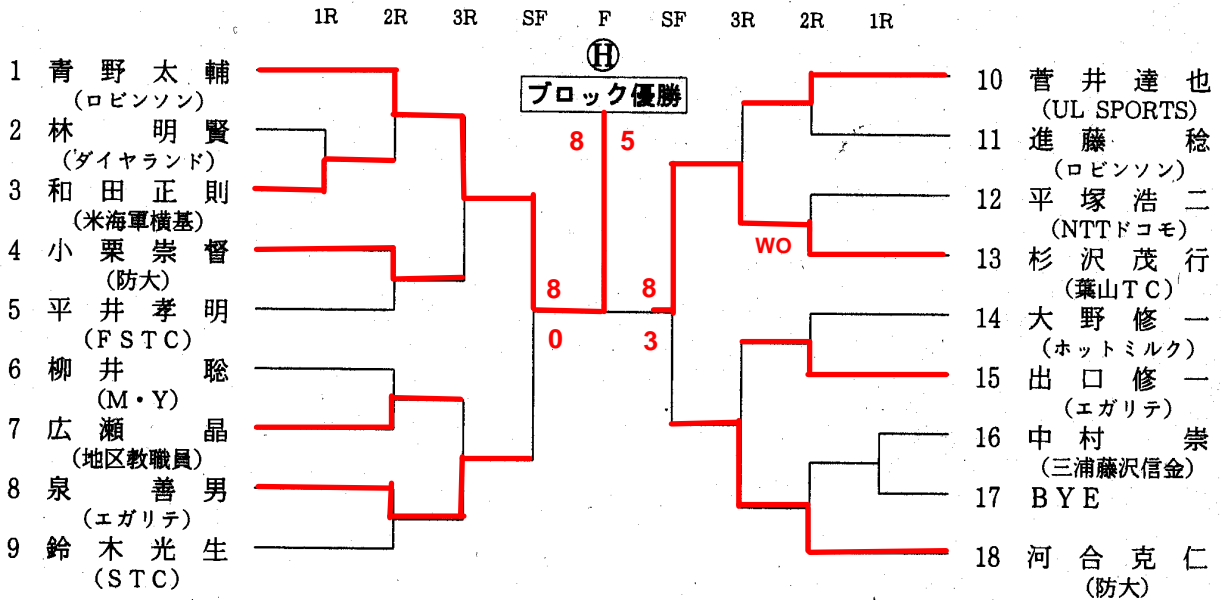 1R 2R 3R SF F SF 3R 2R 1R
Ⓗ
ブロック優勝
8 5
1 青野太輔
(ロビンソン)
2 林 明賢
(ダイヤランド)
3 和田正則
(米海軍横基)
4 小栗崇督
(防大)
5 平井孝明
(FSTC)
6 柳井 聡
(M・Y)
7 広瀬 晶
(地区教職員)
8 泉 善男
(エガリテ)
9 鈴木光生
(STC)
8
0
8
3
WO
10 菅井達也
(UL SPORTS)
11 進藤 稔
(ロビンソン)
12 平塚浩二
(NTTドコモ)
13 杉沢茂行
(葉山TC)
14 大野修一
(ホットミルク)
15 出口修一
(エガリテ)
16 中村 崇
(三浦藤沢信金)
17 BYE
18 河合克仁
(防大)